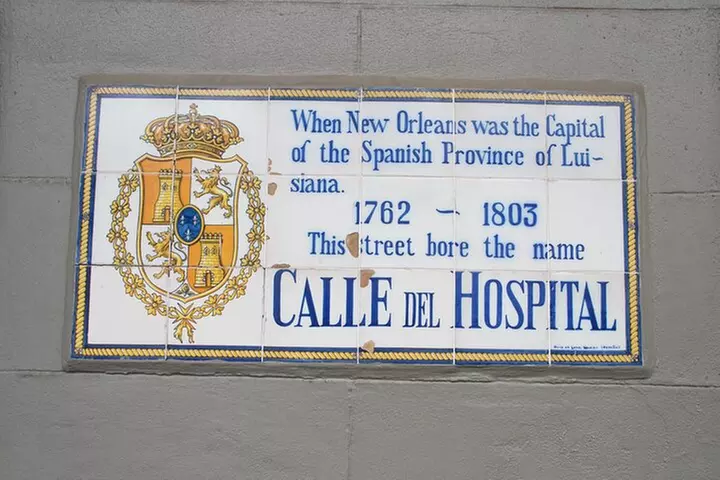 When New Orleans was the Capital
of the Spanish Province of Lui-
siana.
1762 ~ 1803
This street bore the name
CALLE DEL HOSPITAL